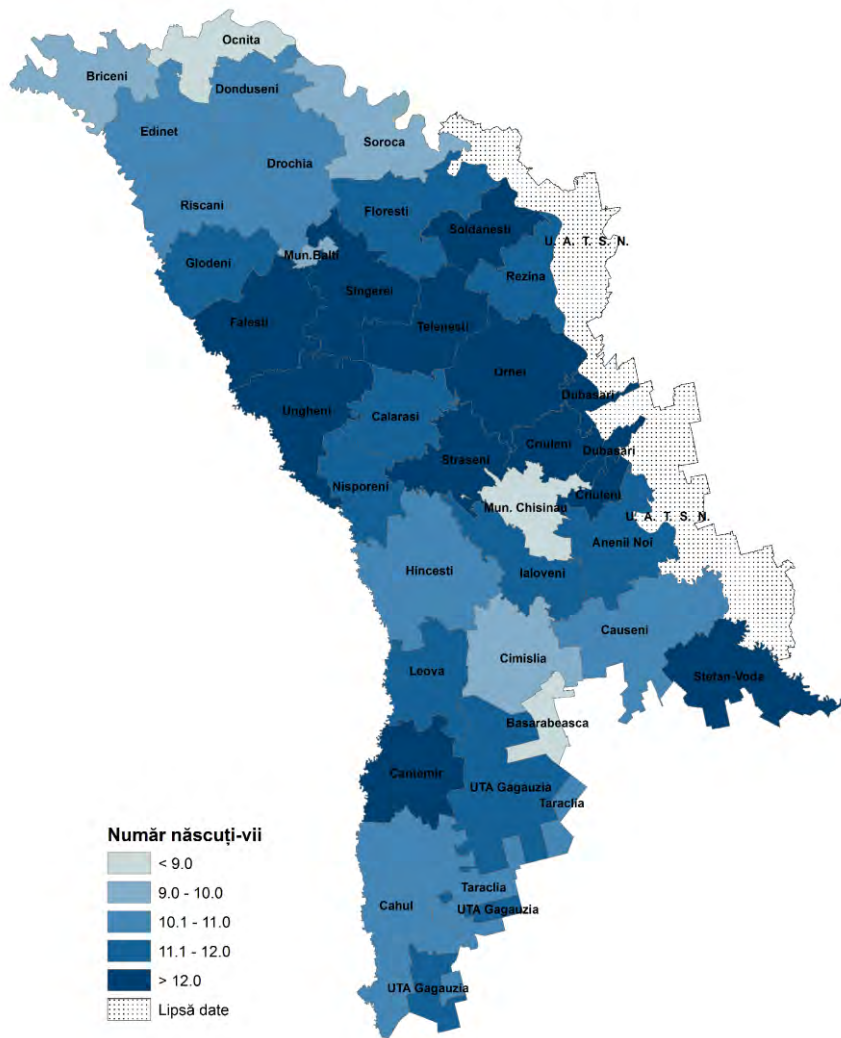 Ocnita
Briceni
Donduseni
Edinet
Soroca
Drochia
Riscani
Floresti
Soldanesti
U. A. T. S. N.
Mun.Balti
Glodeni
Rezina
Singerei
Falesti
Telenesti
Orhei
Dubasari
Ungheni
Calarasi
Criuleni
Dubasari
Straseni
Nisporeni
Criuleni
Mun. Chisinau
U. A. T. S. N.
Anenii Noi
Hincesti
Ialoveni
Causeni
Cimislia
Leova
Stefan-Voda
Basarabeasca
Cantemir
UTA Gagauzia
Taraclia
Număr născuți-vii
< 9.0
9.0 - 10.0
10.1 - 11.0
11.1 - 12.0
> 12.0
Lipsă date
Taraclia
Cahul
UTA Gagauzia
UTA Gagauzia